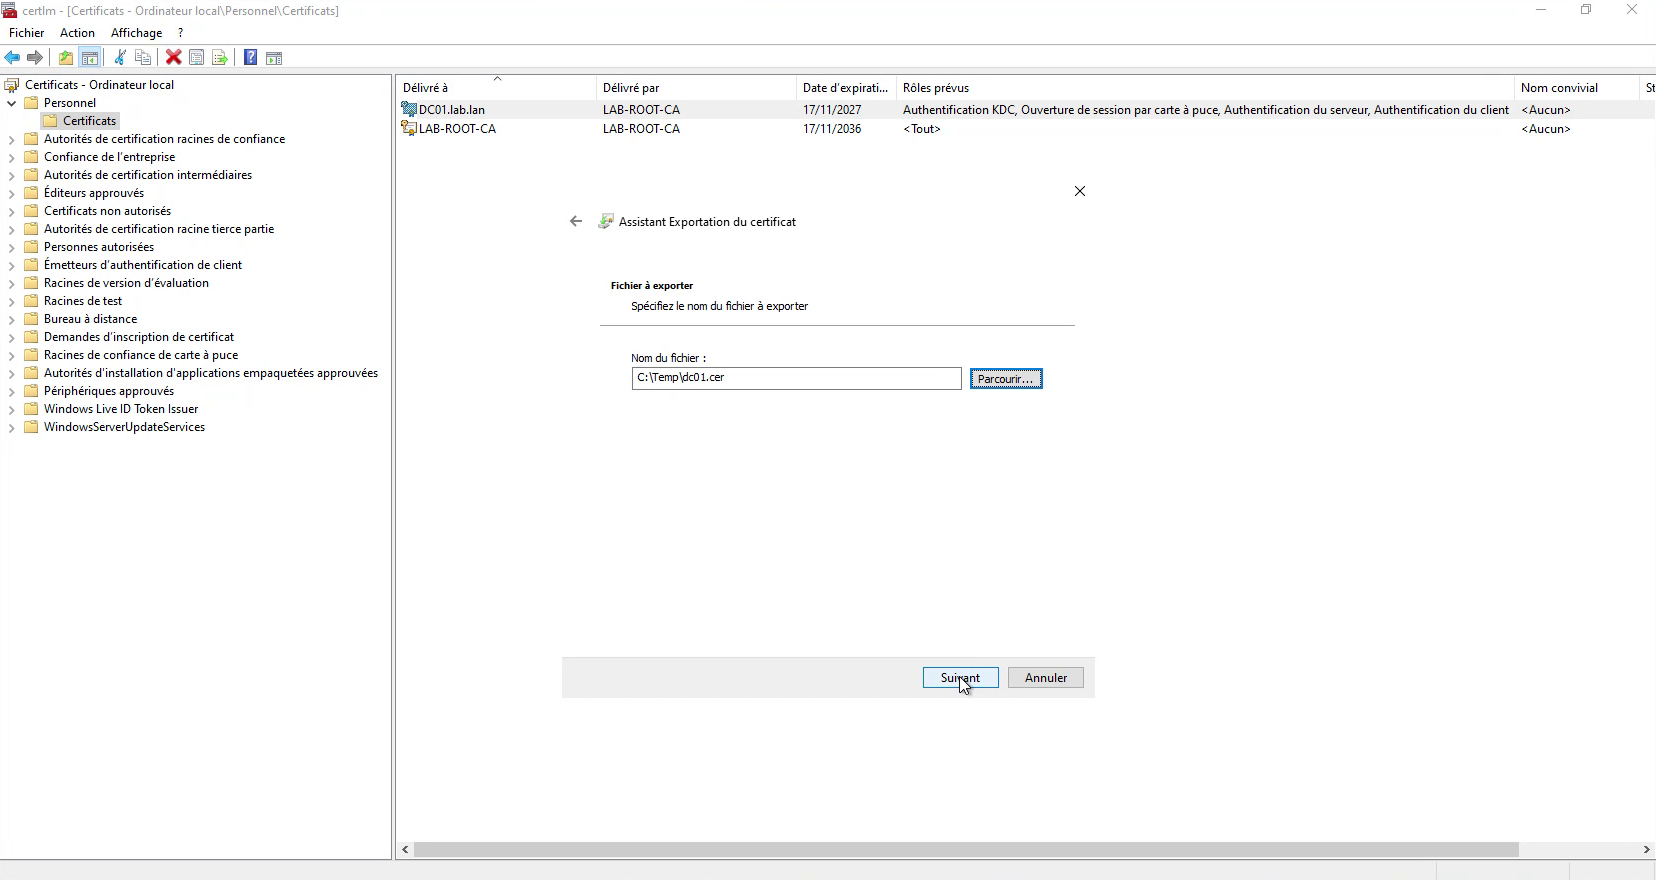 certlm - [Certificats - Ordinateur local\Personnel\Certificats]
Fichier Action Affichage ?
Certificats - Ordinateur local
Personnel
Certificats
Autorités de certification racines de confiance
Confiance de l'entreprise
Autorités de certification intermédiaires
Éditeurs approuvés
Certificats non autorisés
Autorités de certification racine tierce partie
Personnes autorisées
Émetteurs d'authentification de client
Racines de version d'évaluation
Racines de test
Bureau à distance
Demandes d'inscription de certificat
Racines de confiance de carte à puce
Autorités d'installation d'applications empaquetées approuvées
Périphériques approuvés
Windows Live ID Token Issuer
WindowsServerUpdateServices
Délivré à Délivré par Date d'expirati... Rôles prévus Nom convivial St
DC01.lab.lan LAB-ROOT-CA 17/11/2027 Authentification KDC, Ouverture de session par carte à puce, Authentification du serveur, Authentification du client <Aucun>
LAB-ROOT-CA LAB-ROOT-CA 17/11/2036 <Tout> <Aucun>
Assistant Exportation du certificat
Fichier à exporter
Spécifiez le nom du fichier à exporter
Nom du fichier :
C:\Temp\dc01.cer Parcourir...
Suivant Annuler